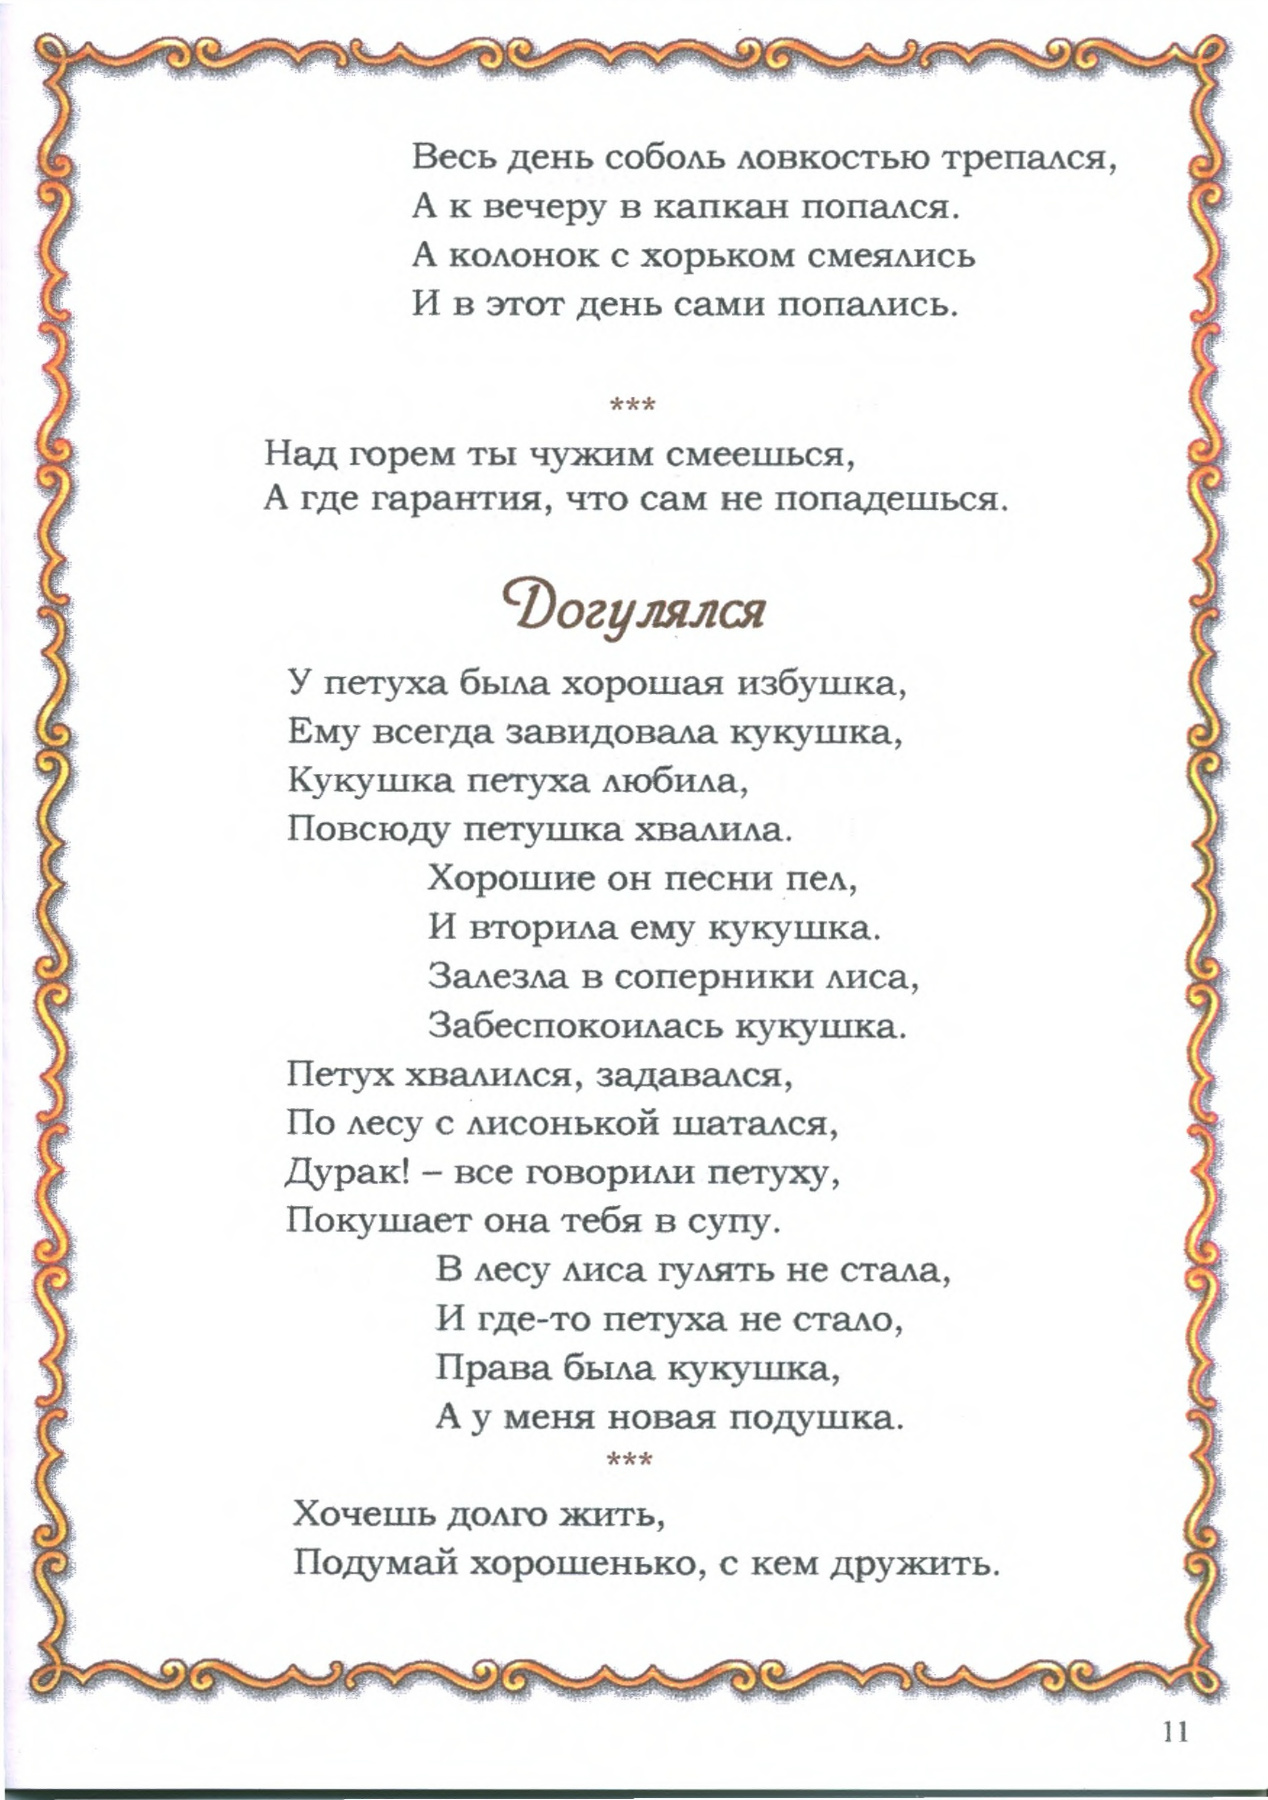 Весь день соболь ловкостью трепался,
А к вечеру в капкан попался.
А колонок с хорьком смеялись
И в этот день сами попались.
***
Над горем ты чужим смеешься,
А где гарантия, что сам не попадешься.
Догулялся
У петуха была хорошая избушка,
Ему всегда завидовала кукушка,
Кукушка петуха любила,
Повсюду петушка хвалила.
Хорошие он песни пел,
И вторила ему кукушка.
Залезла в соперники лиса,
Забеспокоилась кукушка.
Петух хвалился, задавался,
По лесу с лисонькой шатался,
Дурак! – все говорили петуху,
Покушает она тебя в супу.
В лесу лиса гулять не стала,
И где-то петуха не стало,
Права была кукушка,
А у меня новая подушка.
***
Хочешь долго жить,
Подумай хорошенько, с кем дружить.
11